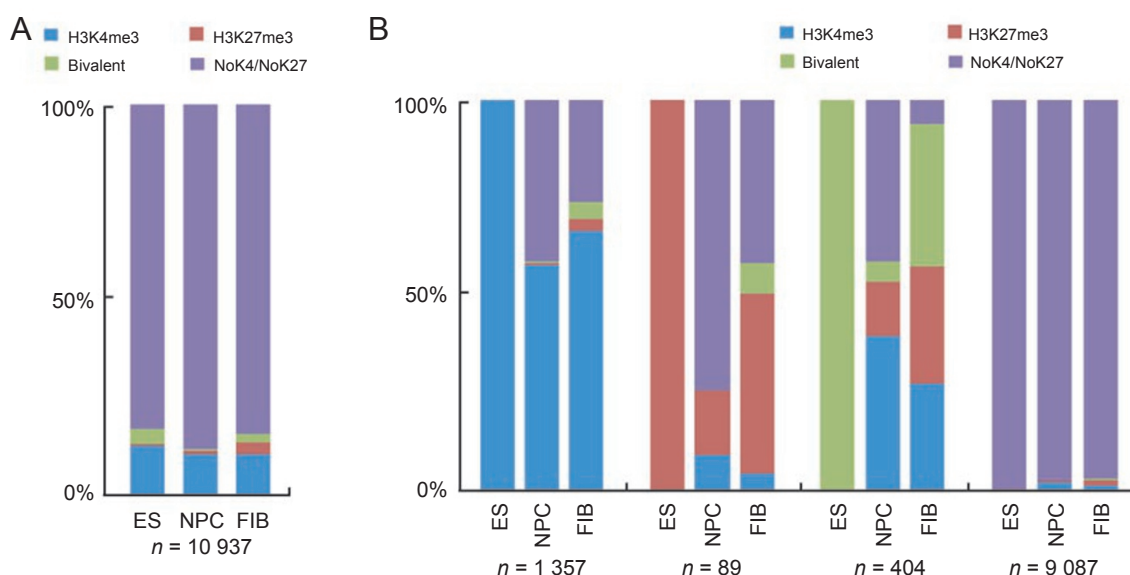 A
H3K4me3 H3K27me3
Bivalent NoK4/NoK27
100%
50%
0%
ES NPC FIB
n = 10 937
B
H3K4me3 H3K27me3
Bivalent NoK4/NoK27
100%
50%
0%
ES NPC FIB ES NPC FIB ES NPC FIB ES NPC FIB
n = 1 357 n = 89 n = 404 n = 9 087